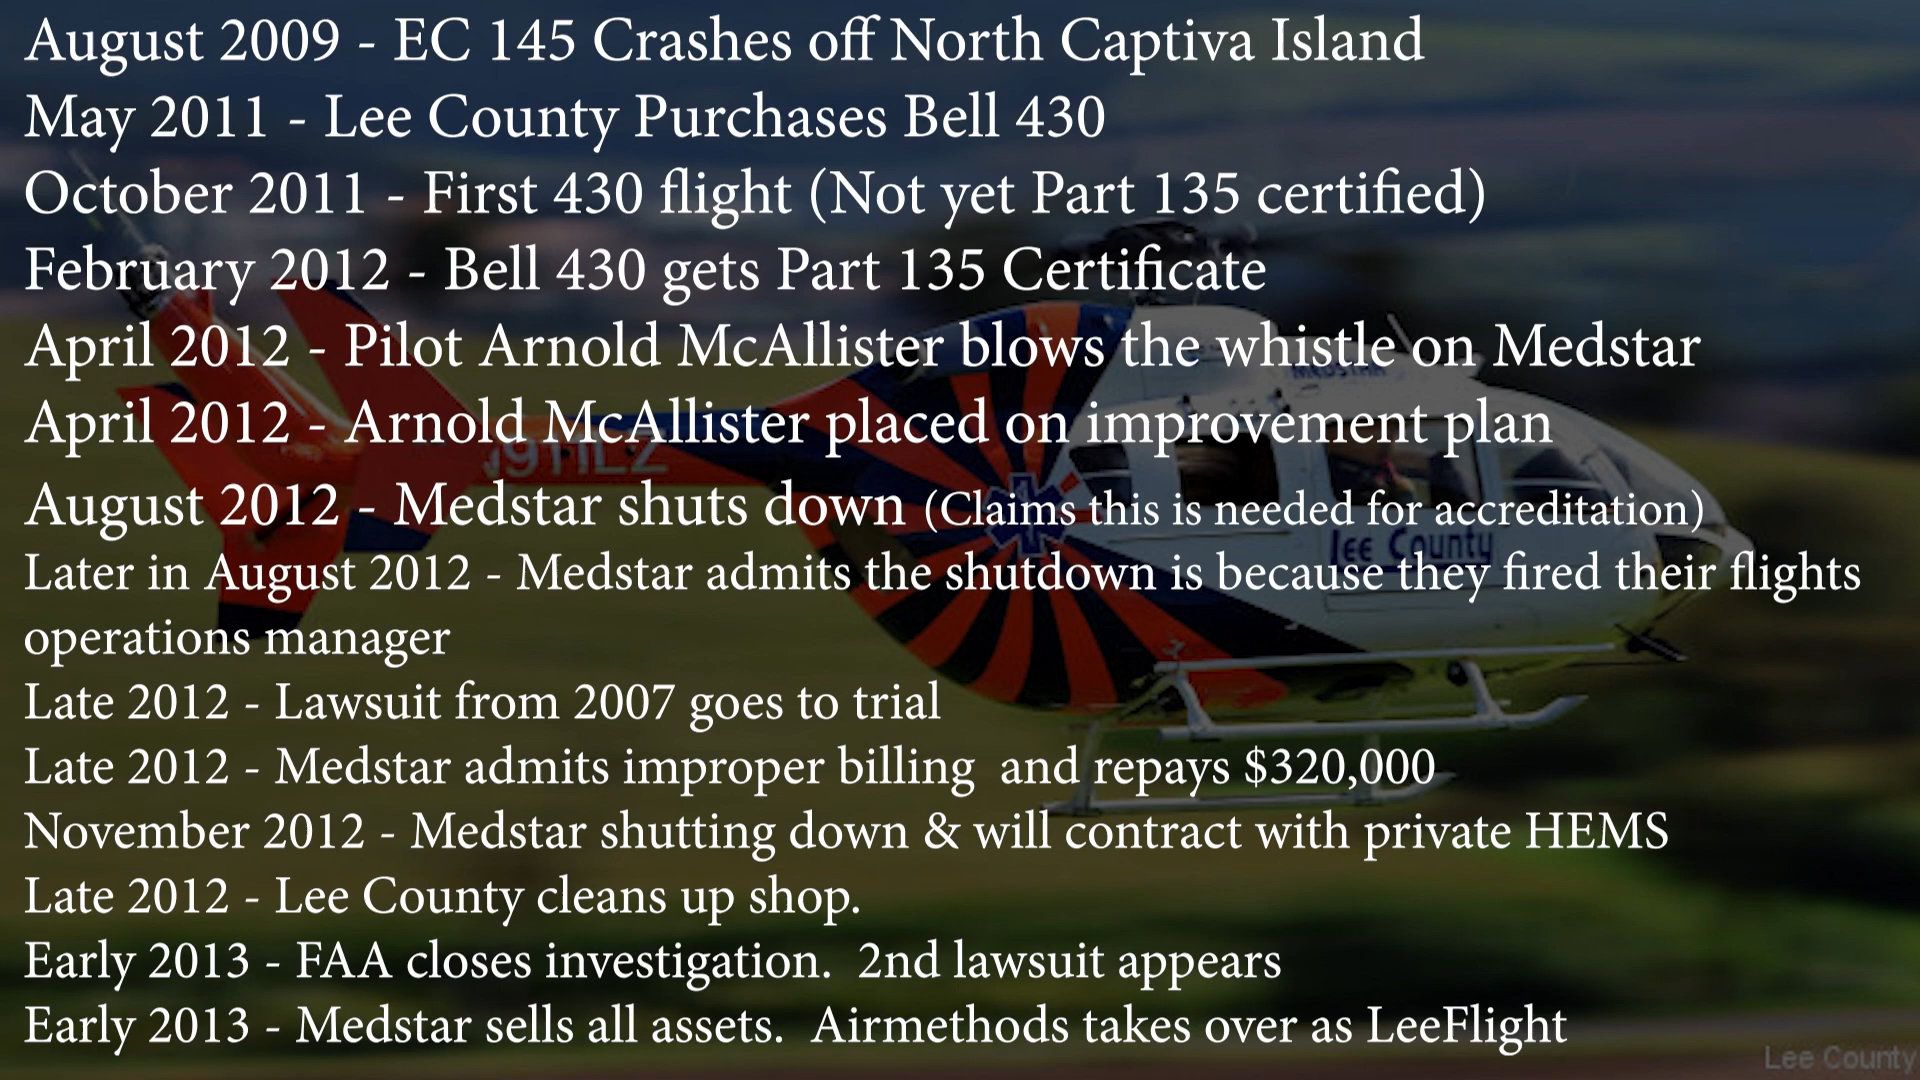 August 2009 - EC 145 Crashes off North Captiva Island
May 2011 - Lee County Purchases Bell 430
October 2011 - First 430 flight (Not yet Part 135 certified)
February 2012 - Bell 430 gets Part 135 Certificate
April 2012 - Pilot Arnold McAllister blows the whistle on Medstar
April 2012 - Arnold McAllister placed on improvement plan
August 2012 - Medstar shuts down (Claims this is needed for accreditation)
Later in August 2012 - Medstar admits the shutdown is because they fired their flights
operations manager
Late 2012 - Lawsuit from 2007 goes to trial
Late 2012 - Medstar admits improper billing  and repays $320,000
November 2012 - Medstar shutting down & will contract with private HEMS
Late 2012 - Lee County cleans up shop.
Early 2013 - FAA closes investigation.  2nd lawsuit appears
Early 2013 - Medstar sells all assets.  Airmethods takes over as LeeFlight
MEDSTAR
N911LZ
lee County
Lee County